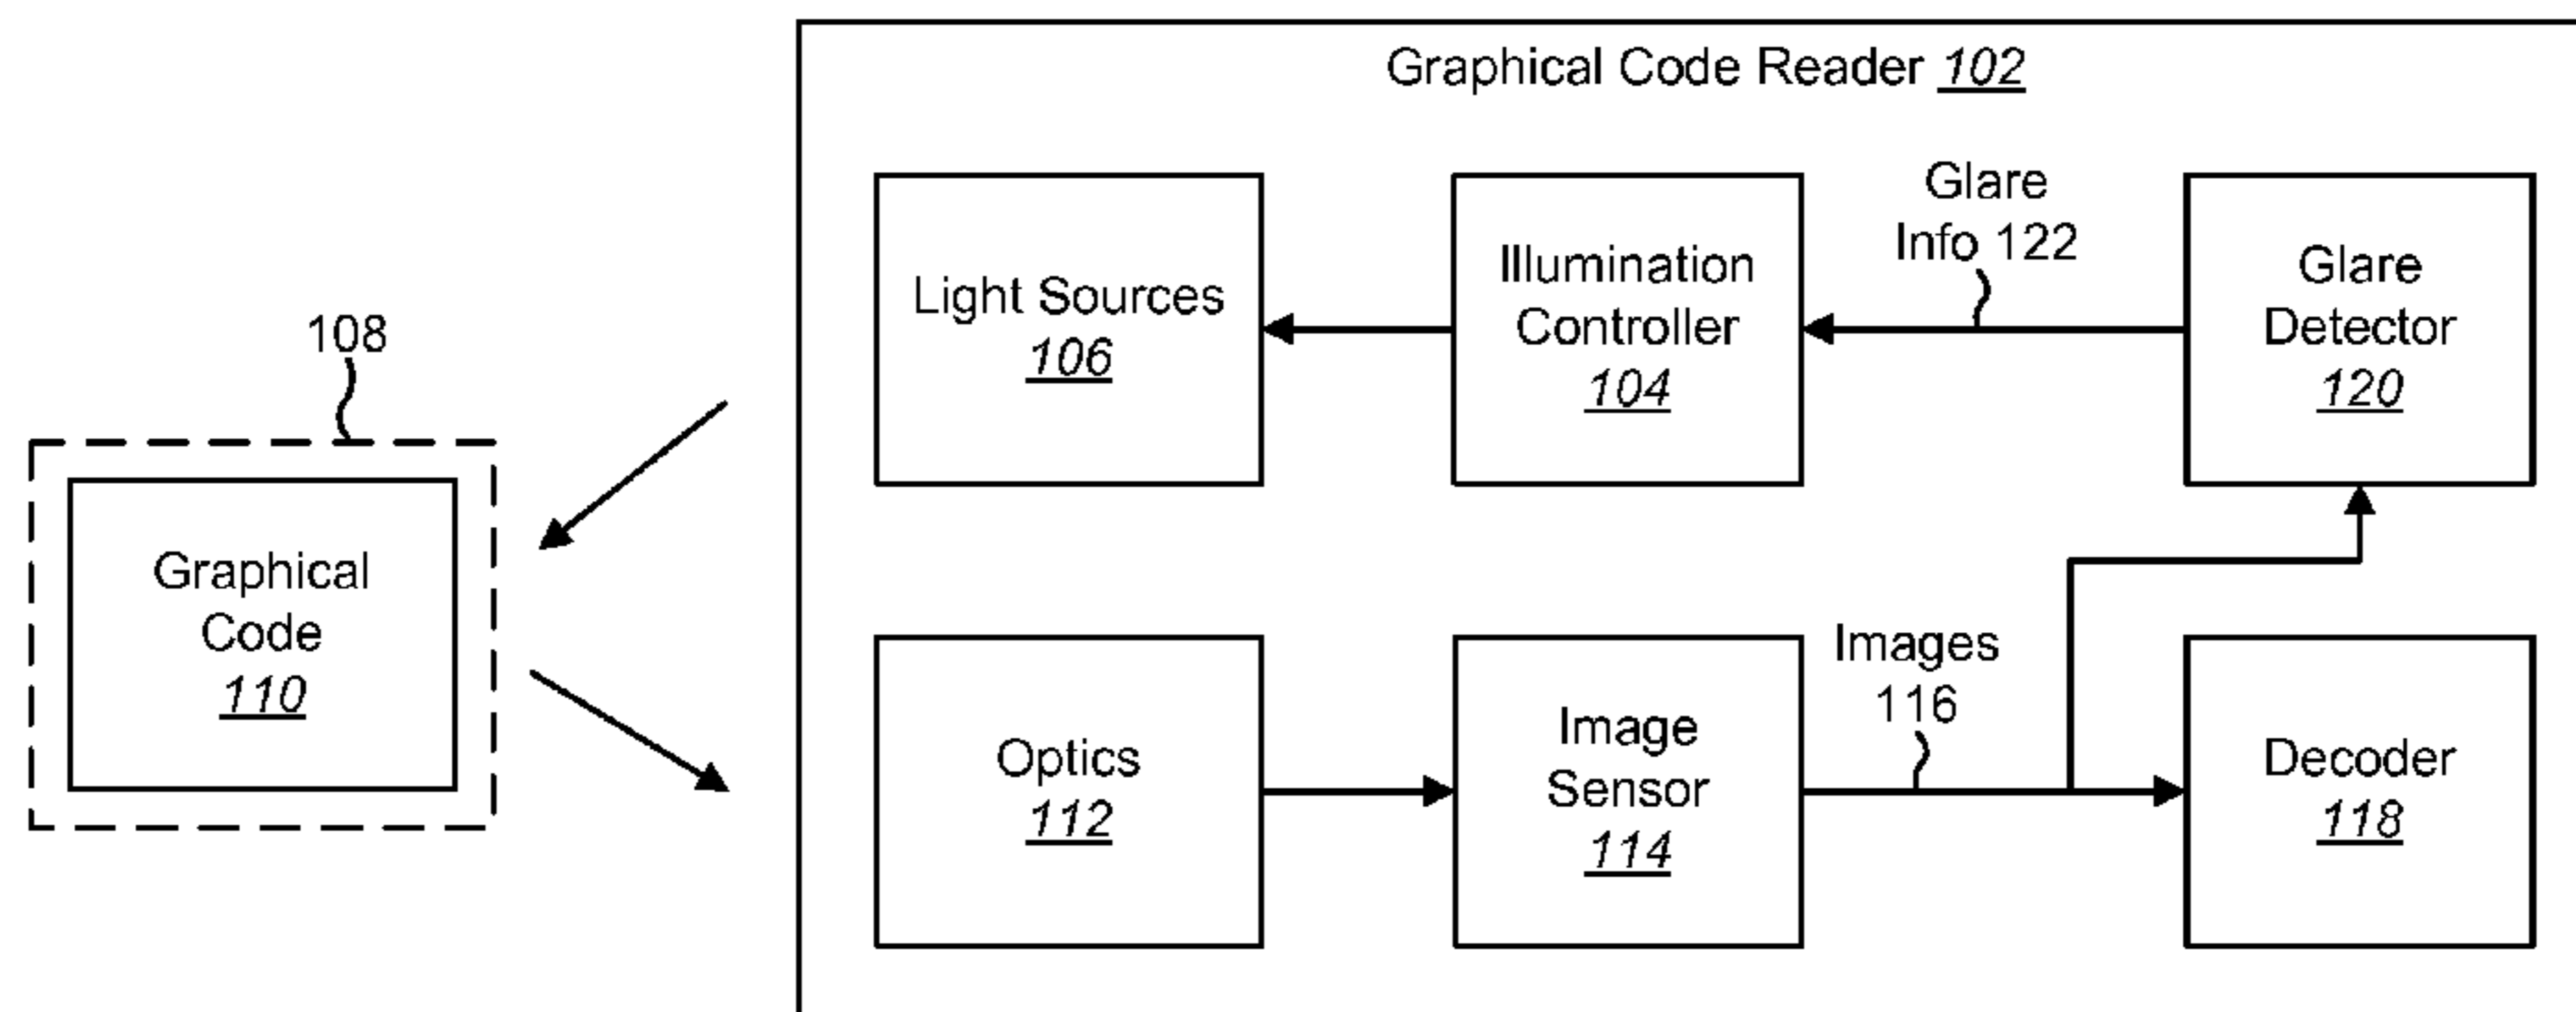 Graphical Code Reader 102
Light Sources
106
Illumination
Controller
104
Glare
Info 122
Glare
Detector
120
108
Graphical
Code
110
Optics
112
Image
Sensor
114
Images
116
Decoder
118